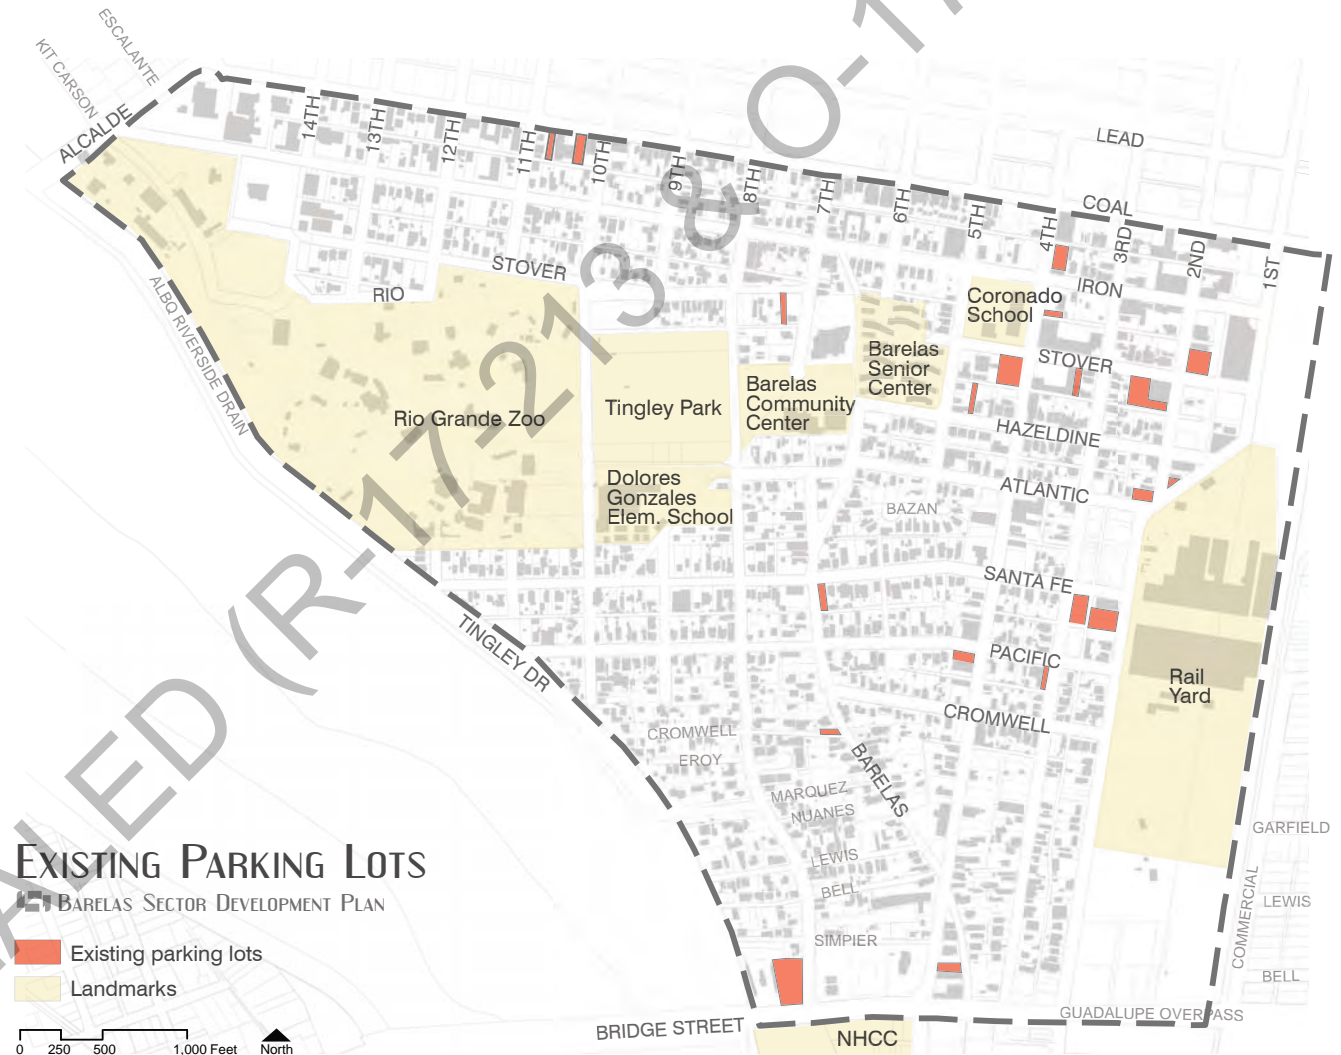 ESCALANTE
KIT CARSON
ALCALDE
14TH
13TH
12TH
11TH
10TH
9TH
8TH
7TH
6TH
5TH
4TH
3RD
2ND
1ST
LEAD
COAL
IRON
STOVER
RIO
STOVER
Coronado
School
Barelas
Senior
Center
Barelas
Community
Center
Tingley Park
Rio Grande Zoo
ALBQ RIVERSIDE DRAIN
HAZELDINE
ATLANTIC
Dolores
Gonzales
Elem. School
BAZAN
SANTA FE
PACIFIC
Rail
Yard
TINGLEY DR
CROMWELL
CROMWELL
EROY
BARELAS
MARQUEZ
NUANES
LEWIS
BELL
SIMPIER
GARFIELD
COMMERCIAL
LEWIS
BELL
GUADALUPE OVERPASS
BRIDGE STREET
NHCC
EXISTING PARKING LOTS
BARELAS SECTOR DEVELOPMENT PLAN
Existing parking lots
Landmarks
0 250 500 1,000 Feet North
ALED (R-17-213 & O-17